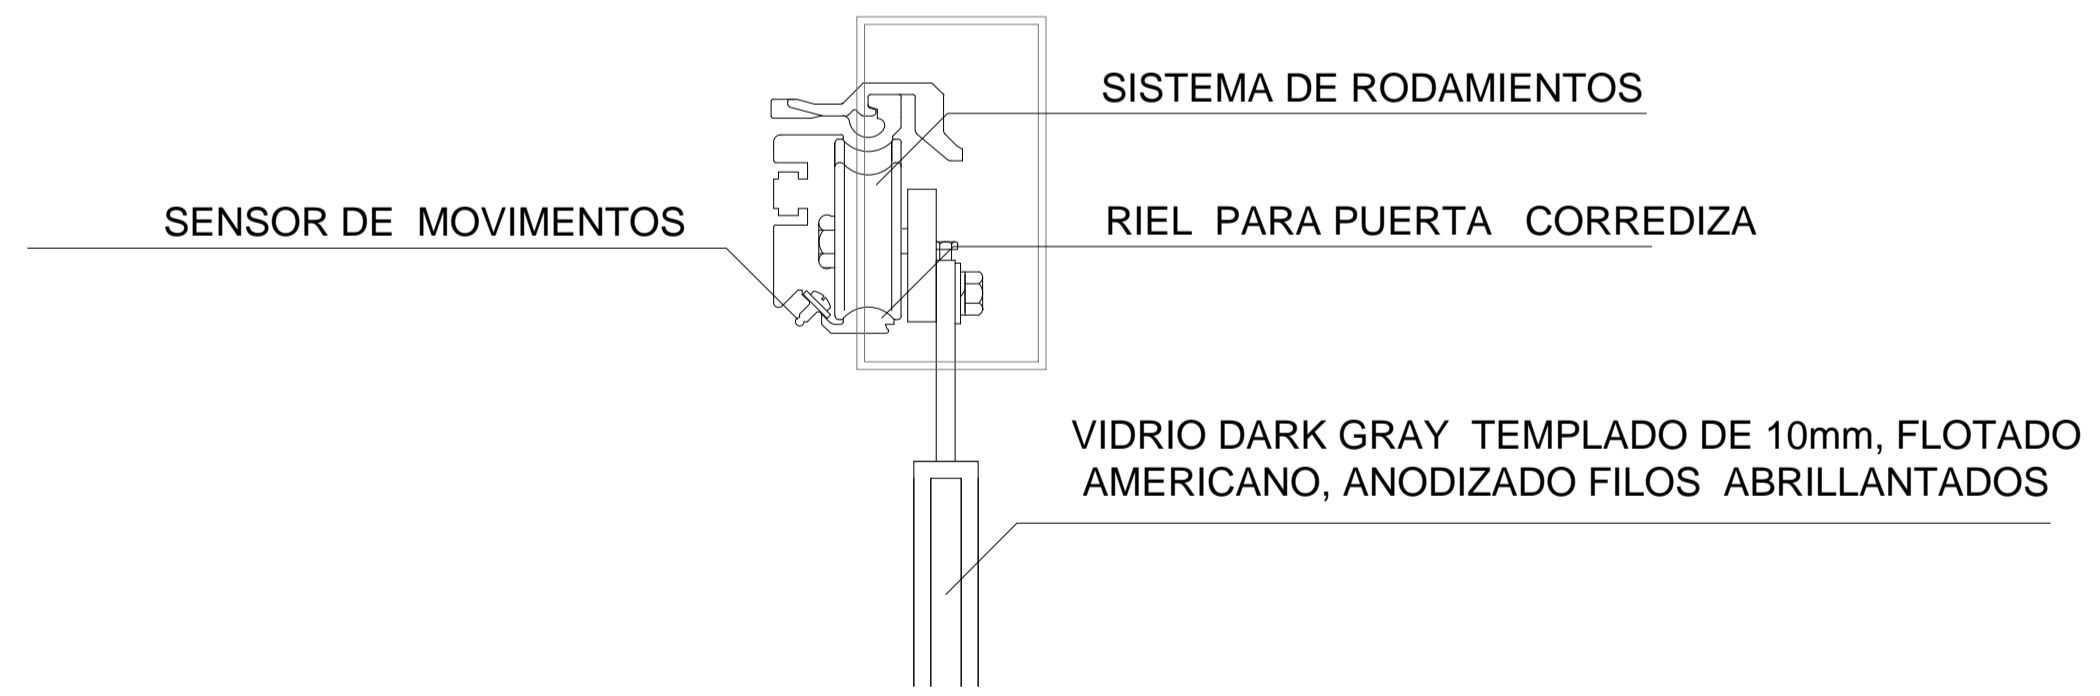 SISTEMA DE RODAMIENTOS
SENSOR DE MOVIMENTOS
RIEL PARA PUERTA CORREDIZA
VIDRIO DARK GRAY TEMPLADO DE 10mm, FLOTADO
AMERICANO, ANODIZADO FILOS ABRILLANTADOS